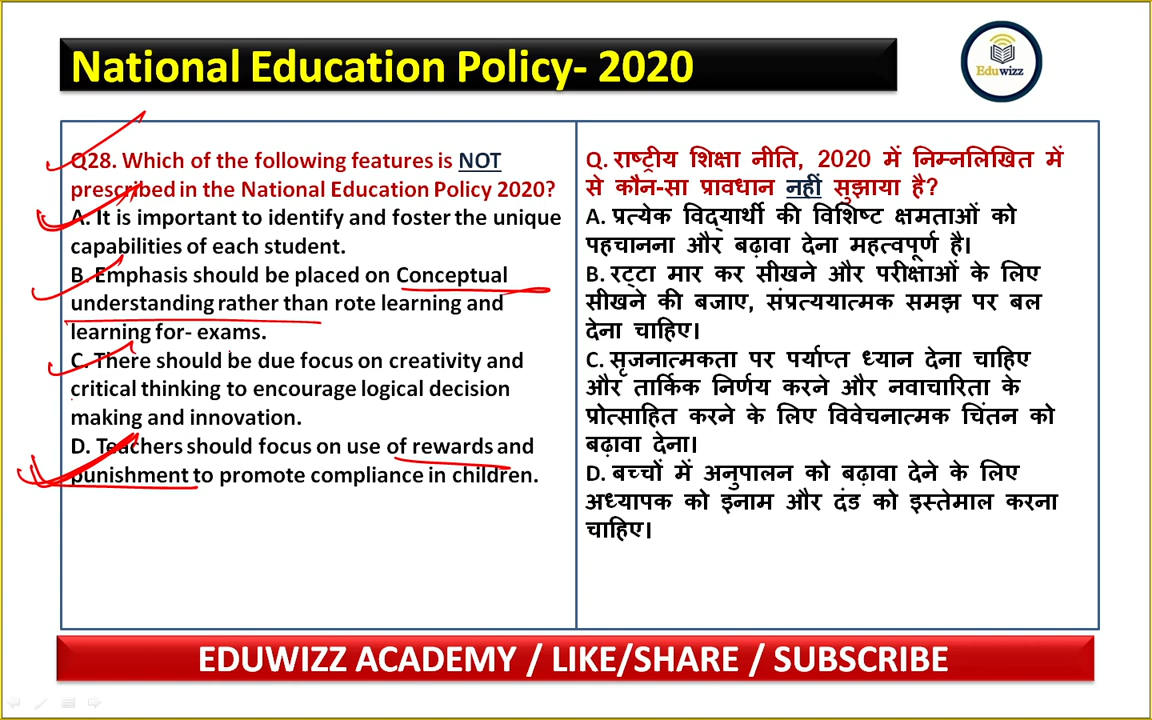 National Education Policy- 2020
Eduwizz
Q28. Which of the following features is NOT
prescribed in the National Education Policy 2020?
A. It is important to identify and foster the unique
capabilities of each student.
B. Emphasis should be placed on Conceptual
understanding rather than rote learning and
learning for- exams.
C. There should be due focus on creativity and
critical thinking to encourage logical decision
making and innovation.
D. Teachers should focus on use of rewards and
punishment to promote compliance in children.
Q. राष्ट्रीय शिक्षा नीति, 2020 में निम्नलिखित में
से कौन-सा प्रावधान नहीं सुझाया है?
A. प्रत्येक विद्यार्थी की विशिष्ट क्षमताओं को
पहचानना और बढ़ावा देना महत्वपूर्ण है।
B. रट्टा मार कर सीखने और परीक्षाओं के लिए
सीखने की बजाए, संप्रत्ययात्मक समझ पर बल
देना चाहिए।
C. सृजनात्मकता पर पर्याप्त ध्यान देना चाहिए
और तार्किक निर्णय करने और नवाचारिता के
प्रोत्साहित करने के लिए विवेचनात्मक चिंतन को
बढ़ावा देना।
D. बच्चों में अनुपालन को बढ़ावा देने के लिए
अध्यापक को इनाम और दंड को इस्तेमाल करना
चाहिए।
EDUWIZZ ACADEMY / LIKE/SHARE / SUBSCRIBE